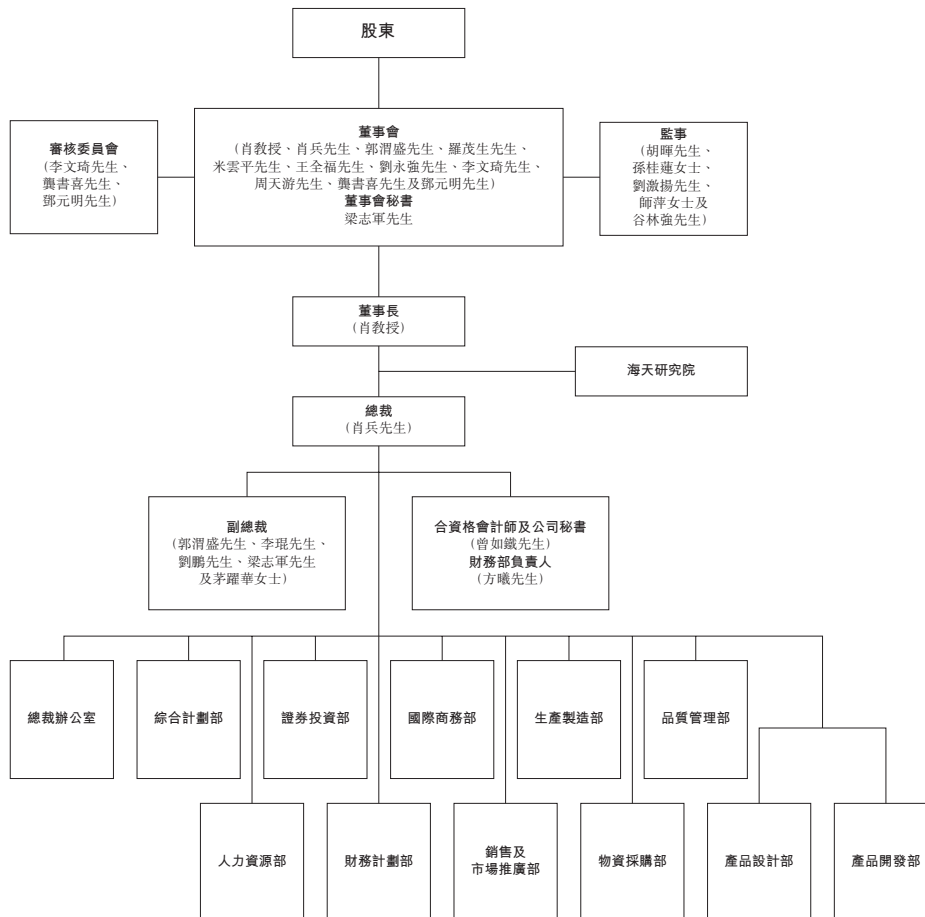 股東
審核委員會
(李文琦先生、
龔書喜先生、
鄧元明先生)
董事會
(肖教授、肖兵先生、郭渭盛先生、羅茂生先生、
米雲平先生、王全福先生、劉永強先生、李文琦先生、
周天游先生、龔書喜先生及鄧元明先生)
董事會秘書
梁志軍先生
監事
(胡暉先生、
孫桂蓮女士、
劉激揚先生、
師萍女士及
谷林強先生)
董事長
(肖教授)
海天研究院
總裁
(肖兵先生)
副總裁
(郭渭盛先生、李琨先生、
劉鵬先生、梁志軍先生
及茅躍華女士)
合資格會計師及公司秘書
(曾如鐵先生)
財務部負責人
(方曦先生)
總裁辦公室
綜合計劃部
證券投資部
國際商務部
生產製造部
品質管理部
人力資源部
財務計劃部
銷售及
市場推廣部
物資採購部
產品設計部
產品開發部